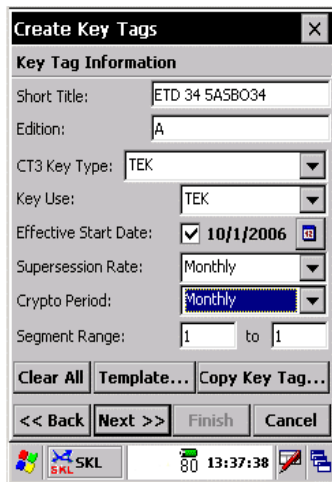 Create Key Tags
Key Tag Information
Short Title: ETD 34 5ASBO34
Edition: A
CT3 Key Type: TEK
Key Use: TEK
Effective Start Date: 10/1/2006
Supersession Rate: Monthly
Crypto Period: Monthly
Segment Range: 1 to 1
Clear All Template... Copy Key Tag...
<< Back Next >> Finish Cancel
SKL SKL 80 13:37:38